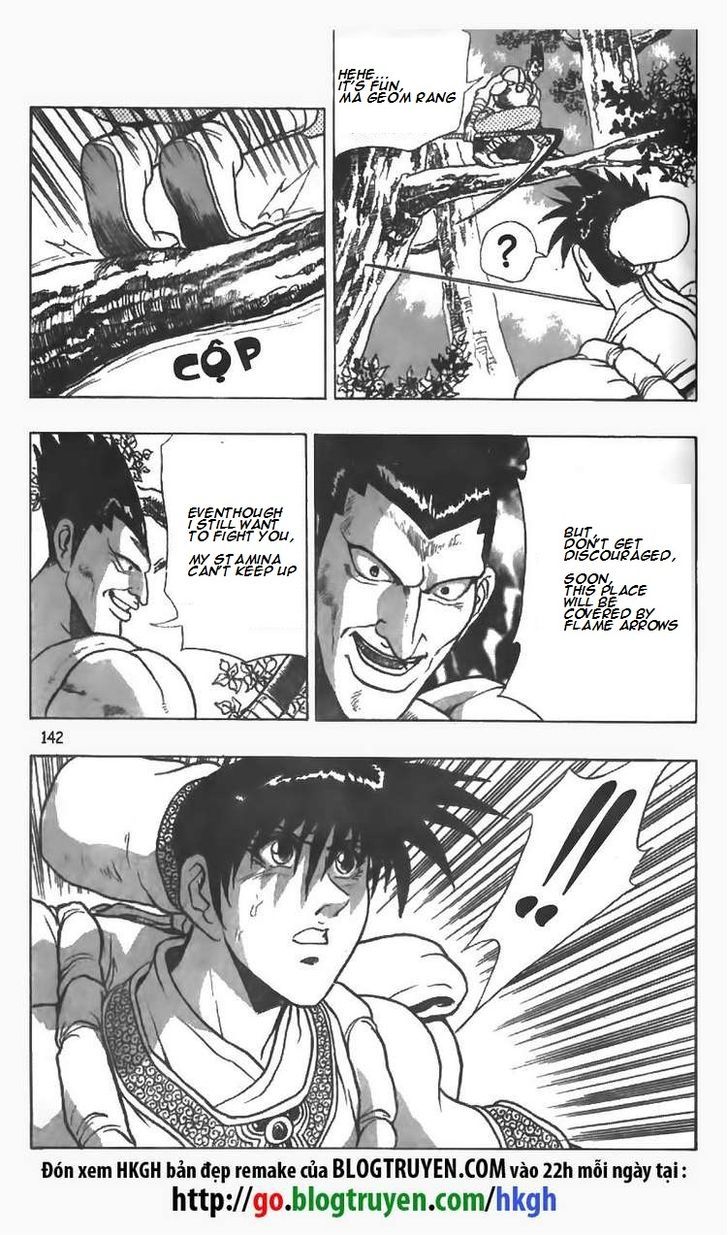 HEHE...
IT'S FUN,
MA GEOM RANG
?
CỘP
EVENTHOUGH
I STILL WANT
TO FIGHT YOU,
MY STAMINA
CAN'T KEEP UP
BUT,
DON'T GET
DISCOURAGED,
SOON,
THIS PLACE
WILL BE
COVERED BY
FLAME ARROWS
142
!!
Đón xem HKGH bản đẹp remake của BLOGTRUYEN.COM vào 22h mỗi ngày tại :
http://go.blogtruyen.com/hkgh